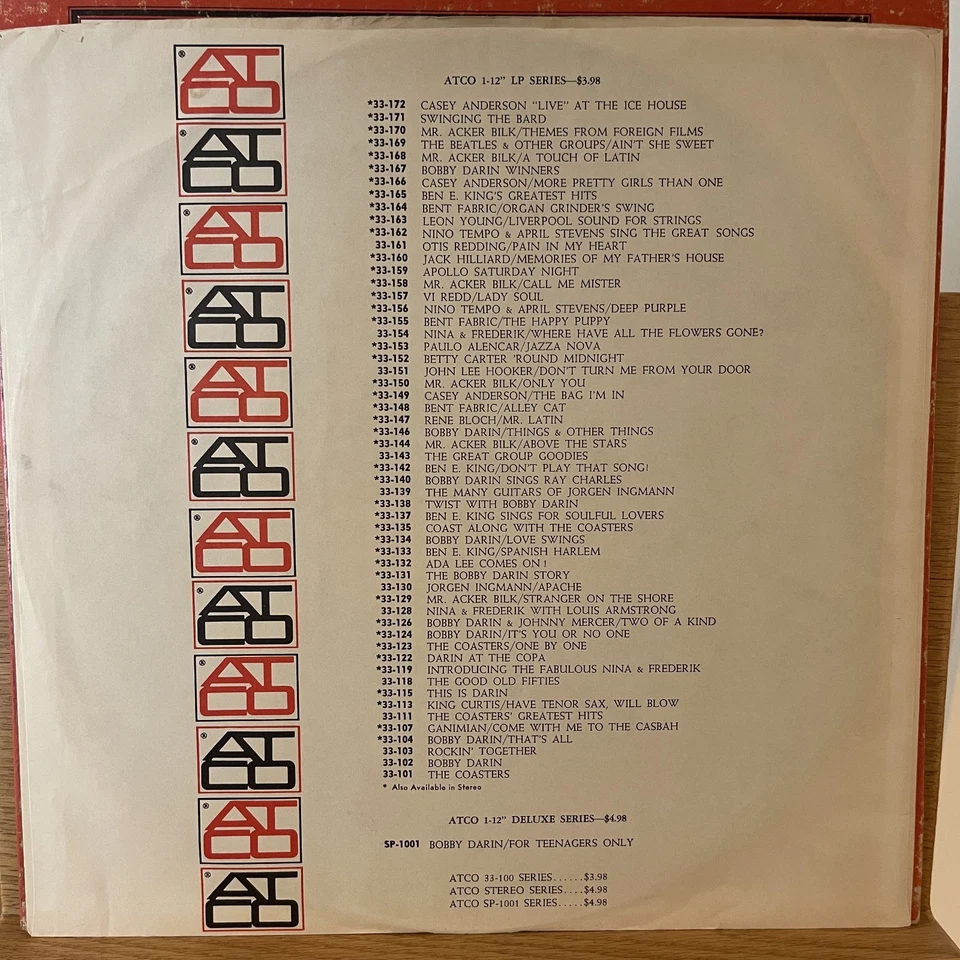 ATCO 1-12" LP SERIES—$3.98
*33-172 CASEY ANDERSON "LIVE" AT THE ICE HOUSE
*33-171 SWINGING THE BARD
*33-170 MR. ACKER BILK/THEMES FROM FOREIGN FILMS
*33-169 THE BEATLES & OTHER GROUPS/AIN'T SHE SWEET
*33-168 MR. ACKER BILK/A TOUCH OF LATIN
*33-167 BOBBY DARIN WINNERS
*33-166 CASEY ANDERSON/MORE PRETTY GIRLS THAN ONE
*33-165 BEN E. KING'S GREATEST HITS
*33-164 BENT FABRIC/ORGAN GRINDER'S SWING
*33-163 LEON YOUNG/LIVERPOOL SOUND FOR STRINGS
*33-162 NINO TEMPO & APRIL STEVENS SING THE GREAT SONGS
33-161 OTIS REDDING/PAIN IN MY HEART
*33-160 JACK HILLIARD/MEMORIES OF MY FATHER'S HOUSE
*33-159 APOLLO SATURDAY NIGHT
*33-158 MR. ACKER BILK/CALL ME MISTER
*33-157 VI REDD/LADY SOUL
*33-156 NINO TEMPO & APRIL STEVENS/DEEP PURPLE
*33-155 BENT FABRIC/THE HAPPY PUPPY
33-154 NINA & FREDERIK/WHERE HAVE ALL THE FLOWERS GONE?
*33-153 PAULO ALENCAR/JAZZA NOVA
*33-152 BETTY CARTER 'ROUND MIDNIGHT
33-151 JOHN LEE HOOKER/DON'T TURN ME FROM YOUR DOOR
*33-150 MR. ACKER BILK/ONLY YOU
*33-149 CASEY ANDERSON/THE BAG I'M IN
*33-148 BENT FABRIC/ALLEY CAT
*33-147 RENE BLOCH/MR. LATIN
*33-146 BOBBY DARIN/THINGS & OTHER THINGS
*33-144 MR. ACKER BILK/ABOVE THE STARS
33-143 THE GREAT GROUP GOODIES
*33-142 BEN E. KING/DON'T PLAY THAT SONG!
*33-140 BOBBY DARIN SINGS RAY CHARLES
33-139 THE MANY GUITARS OF JORGEN INGMANN
*33-138 TWIST WITH BOBBY DARIN
*33-137 BEN E. KING SINGS FOR SOULFUL LOVERS
*33-135 COAST ALONG WITH THE COASTERS
*33-134 BOBBY DARIN/LOVE SWINGS
*33-133 BEN E. KING/SPANISH HARLEM
*33-132 ADA LEE COMES ON!
*33-131 THE BOBBY DARIN STORY
33-130 JORGEN INGMANN/APACHE
*33-129 MR. ACKER BILK/STRANGER ON THE SHORE
33-128 NINA & FREDERIK WITH LOUIS ARMSTRONG
*33-126 BOBBY DARIN & JOHNNY MERCER/TWO OF A KIND
*33-124 BOBBY DARIN/IT'S YOU OR NO ONE
*33-123 THE COASTERS/ONE BY ONE
*33-122 DARIN AT THE COPA
*33-119 INTRODUCING THE FABULOUS NINA & FREDERIK
33-118 THE GOOD OLD FIFTIES
*33-115 THIS IS DARIN
*33-113 KING CURTIS/HAVE TENOR SAX, WILL BLOW
33-111 THE COASTERS' GREATEST HITS
*33-107 GANIMIAN/COME WITH ME TO THE CASBAH
*33-104 BOBBY DARIN/THAT'S ALL
33-103 ROCKIN' TOGETHER
33-102 BOBBY DARIN
33-101 THE COASTERS
* Also Available in Stereo
ATCO 1-12" DELUXE SERIES—$4.98
SP-1001 BOBBY DARIN/FOR TEENAGERS ONLY
ATCO 33-100 SERIES......$3.98
ATCO STEREO SERIES....$4.98
ATCO SP-1001 SERIES.....$4.98
® ATCO
® ATCO
® ATCO
® ATCO
® ATCO
® ATCO
® ATCO
® ATCO
® ATCO
® ATCO
® ATCO
® ATCO